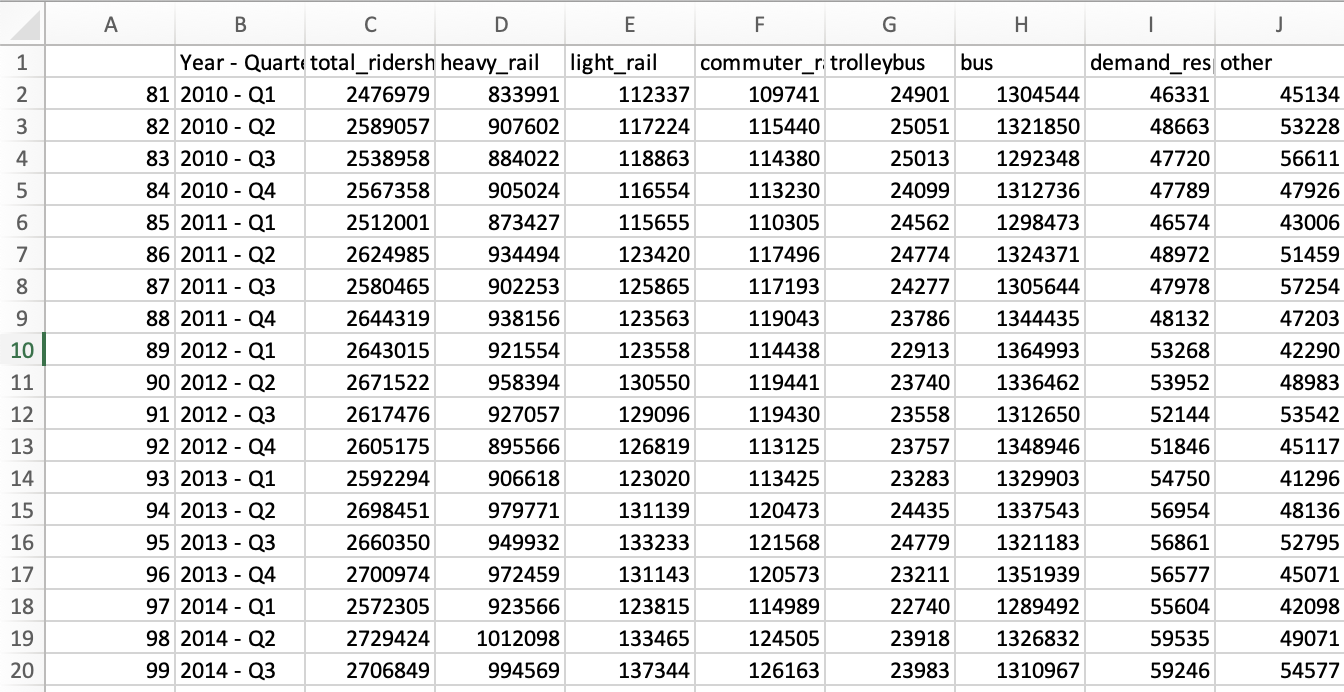 A B C D E F G H I J
1 Year - Quarte total_ridersh heavy_rail light_rail commuter_ra trolleybus bus demand_resp other
2 81 2010 - Q1 2476979 833991 112337 109741 24901 1304544 46331 45134
3 82 2010 - Q2 2589057 907602 117224 115440 25051 1321850 48663 53228
4 83 2010 - Q3 2538958 884022 118863 114380 25013 1292348 47720 56611
5 84 2010 - Q4 2567358 905024 116554 113230 24099 1312736 47789 47926
6 85 2011 - Q1 2512001 873427 115655 110305 24562 1298473 46574 43006
7 86 2011 - Q2 2624985 934494 123420 117496 24774 1324371 48972 51459
8 87 2011 - Q3 2580465 902253 125865 117193 24277 1305644 47978 57254
9 88 2011 - Q4 2644319 938156 123563 119043 23786 1344435 48132 47203
10 89 2012 - Q1 2643015 921554 123558 114438 22913 1364993 53268 42290
11 90 2012 - Q2 2671522 958394 130550 119441 23740 1336462 53952 48983
12 91 2012 - Q3 2617476 927057 129096 119430 23558 1312650 52144 53542
13 92 2012 - Q4 2605175 895566 126819 113125 23757 1348946 51846 45117
14 93 2013 - Q1 2592294 906618 123020 113425 23283 1329903 54750 41296
15 94 2013 - Q2 2698451 979771 131139 120473 24435 1337543 56954 48136
16 95 2013 - Q3 2660350 949932 133233 121568 24779 1321183 56861 52795
17 96 2013 - Q4 2700974 972459 131143 120573 23211 1351939 56577 45071
18 97 2014 - Q1 2572305 923566 123815 114989 22740 1289492 55604 42098
19 98 2014 - Q2 2729424 1012098 133465 124505 23918 1326832 59535 49071
20 99 2014 - Q3 2706849 994569 137344 126163 23983 1310967 59246 54577